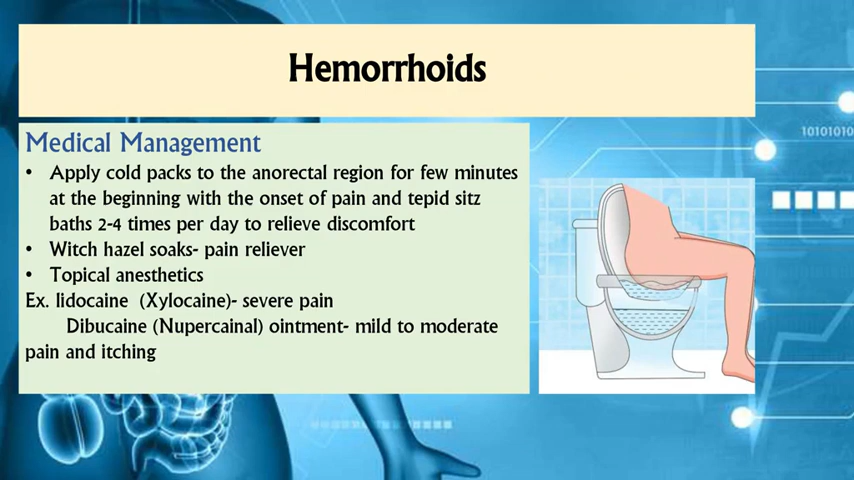 Hemorrhoids
1010101
Medical Management
• Apply cold packs to the anorectal region for few minutes
at the beginning with the onset of pain and tepid sitz
baths 2-4 times per day to relieve discomfort
• Witch hazel soaks- pain reliever
• Topical anesthetics
Ex. lidocaine (Xylocaine)- severe pain
Dibucaine (Nupercainal) ointment- mild to moderate
pain and itching